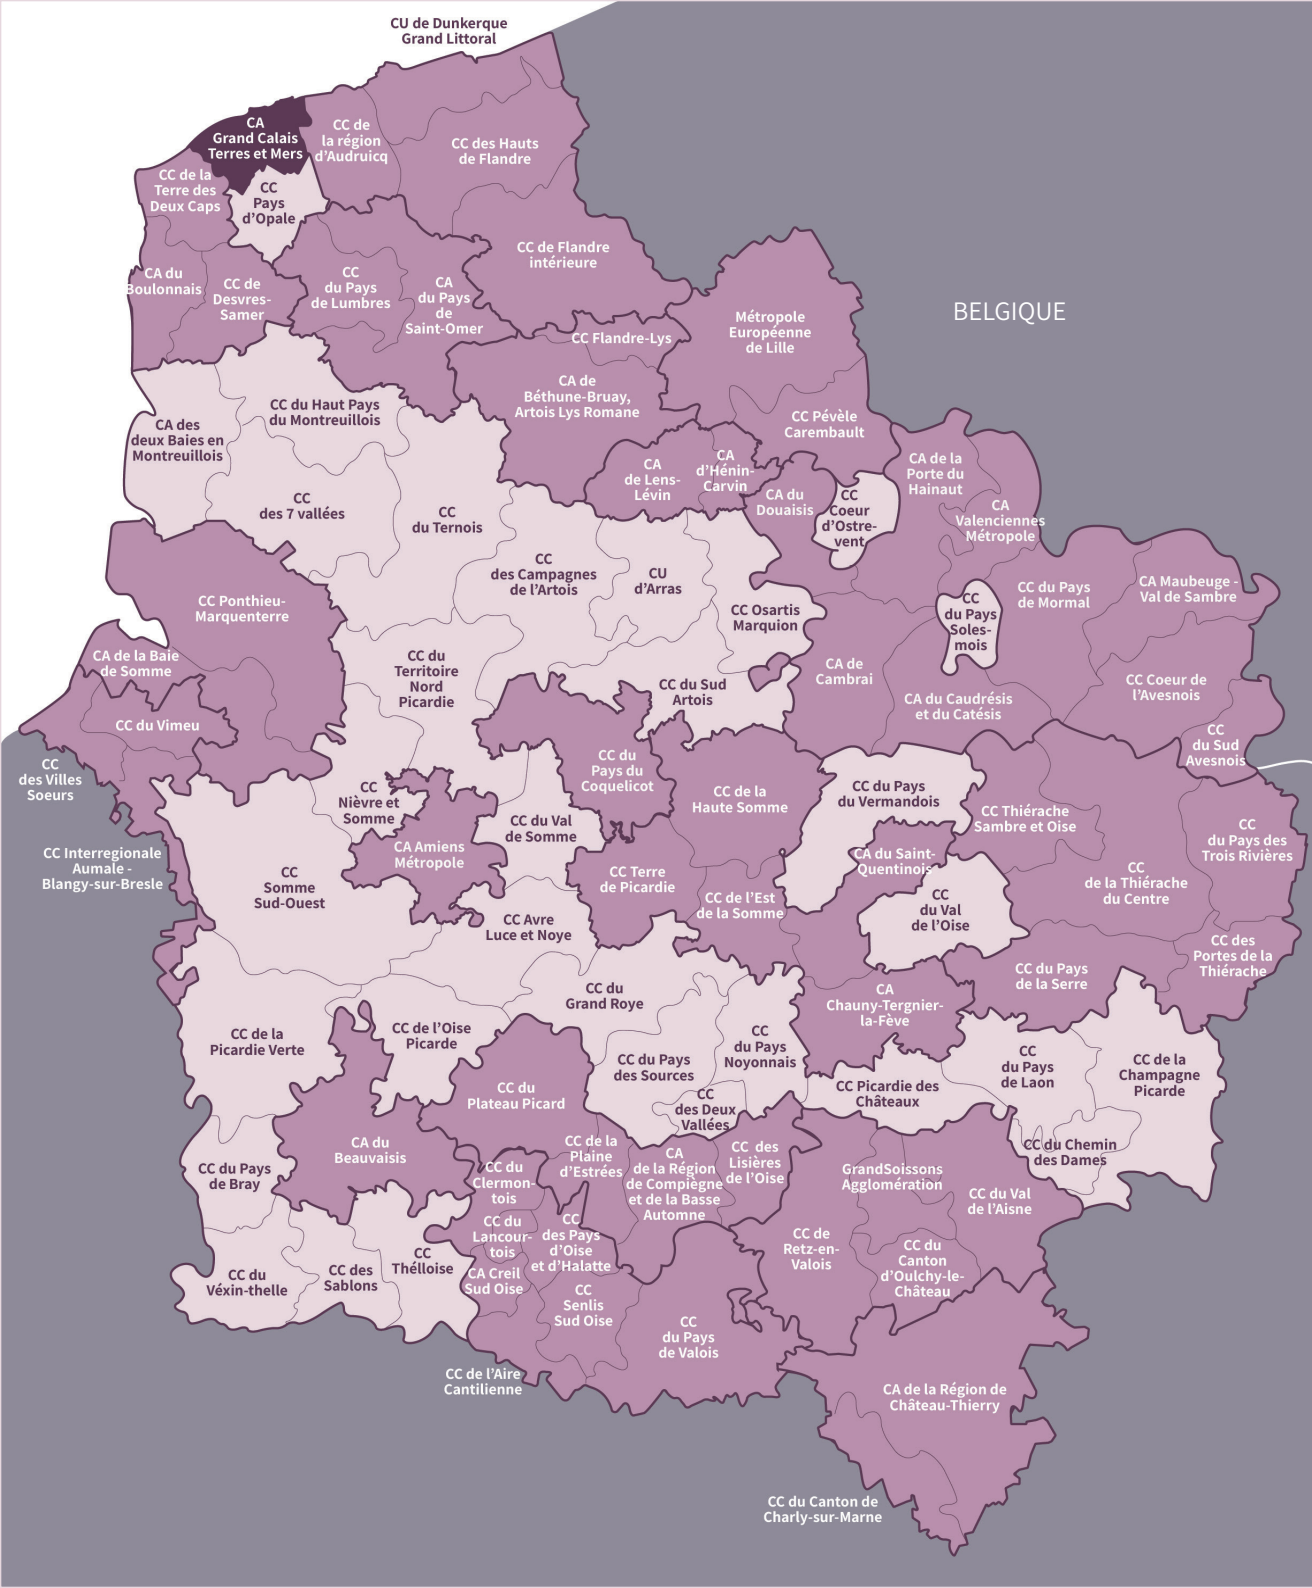 CU de Dunkerque
Grand Littoral
CA
Grand Calais
Terres et Mers
CC de
la région
d'Audruicq
CC des Hauts
de Flandre
CC de la
Terre des
Deux Caps
CC
Pays
d'Opale
CC de Flandre
intérieure
CA du
Boulonnais
CC de
Desvres-
Samer
CC
du Pays
de Lumbres
CA
du Pays
de
Saint-Omer
BELGIQUE
Métropole
Européenne
de Lille
CC Flandre-Lys
CA de
Béthune-Bruay,
Artois Lys Romane
CC du Haut Pays
du Montreuillois
CA des
deux Baies en
Montreuillois
CC Pévèle
Carembault
CA
de Lens-
Lévin
CA
d'Hénin-
Carvin
CA du
Douaisis
CC
Coeur
d'Ostre-
vent
CA de la
Porte du
Hainaut
CA
Valenciennes
Métropole
CC
des 7 vallées
CC
du Ternois
CC
des Campagnes
de l'Artois
CU
d'Arras
CC Osartis
Marquion
CC
du Pays
Soles-
mois
CC du Pays
de Mormal
CA Maubeuge -
Val de Sambre
CC Ponthieu-
Marquenterre
CA de la Baie
de Somme
CC du Vimeu
CC du
Territoire
Nord
Picardie
CC du Sud
Artois
CA de
Cambrai
CA du Caudrésis
et du Catésis
CC Coeur de
l'Avesnois
CC
du Sud
Avesnois
CC
des Villes
Soeurs
CC
Nièvre et
Somme
CC du Val
de Somme
CC du
Pays du
Coquelicot
CC de la
Haute Somme
CC du Pays
du Vermandois
CC Thiérache
Sambre et Oise
CC
du Pays des
Trois Rivières
CC Interregionale
Aumale -
Blangy-sur-Bresle
CA Amiens
Métropole
CC
Somme
Sud-Ouest
CC Terre
de Picardie
CC de l'Est
de la Somme
CA du Saint-
Quentinois
CC
du Val
de l'Oise
CC
de la Thiérache
du Centre
CC Avre
Luce et Noye
CC des
Portes de la
Thiérache
CC du Pays
de la Serre
CC du
Grand Roye
CA
Chauny-Tergnier-
la-Fève
CC de la
Picardie Verte
CC de l'Oise
Picarde
CC du Pays
des Sources
CC
du Pays
Noyonnais
CC
du Pays
de Laon
CC de la
Champagne
Picarde
CC du
Plateau Picard
CC
des Deux
Vallées
CC Picardie des
Châteaux
CC du Chemin
des Dames
CA du
Beauvaisis
CC du Pays
de Bray
CC du
Clermon-
tois
CC de la
Plaine
d'Estrées
CA
de la Région
de Compiègne
et de la Basse
Automne
CC des
Lisières
de l'Oise
GrandSoissons
Agglomération
CC du Val
de l'Aisne
CC du
Lancour-
tois
CC
des Pays
d'Oise
et d'Halatte
CC de
Retz-en-
Valois
CC du
Canton
d'Oulchy-le-
Château
CC du
Véxin-thelle
CC des
Sablons
CC
Thélloise
CA Creil
Sud Oise
CC
Senlis
Sud Oise
CC
du Pays
de Valois
CC de l'Aire
Cantilienne
CA de la Région de
Château-Thierry
CC du Canton de
Charly-sur-Marne